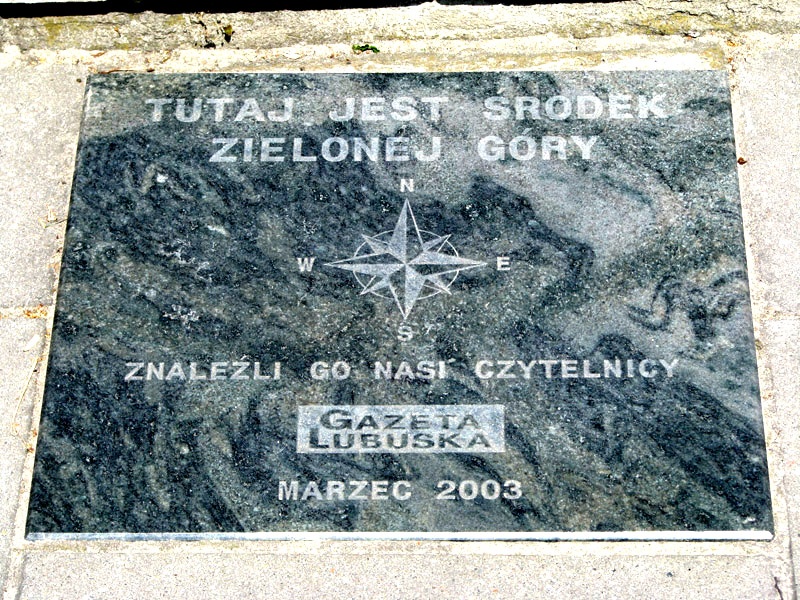 TUTAJ JEST ŚRODEK
ZIELONEJ GÓRY
N
W E
S
ZNALEŹLI GO NASI CZYTELNICY
GAZETA
LUBUSKA
MARZEC 2003